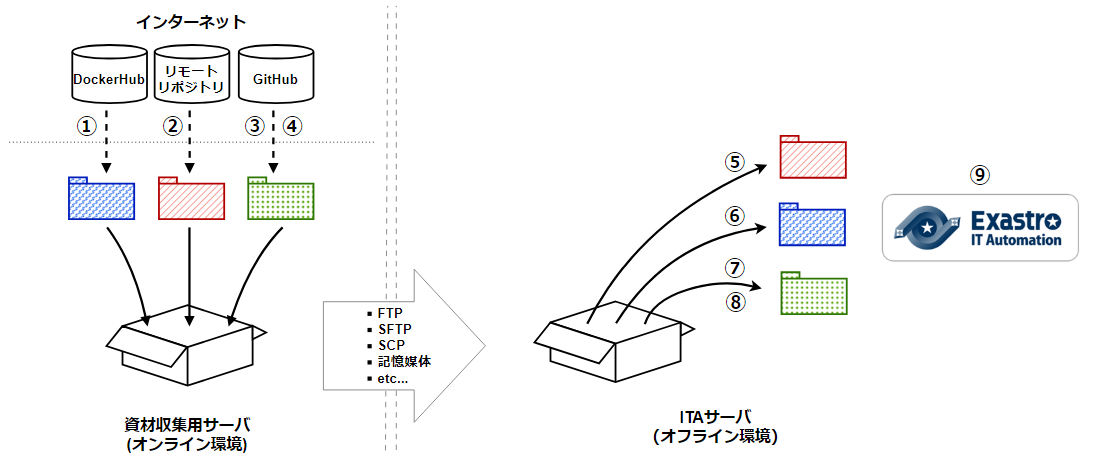 インターネット
DockerHub
リモート
リポジトリ
GitHub
①
②
③
④
資材収集用サーバ
(オンライン環境)
▪ FTP
▪ SFTP
▪ SCP
▪ 記憶媒体
▪ etc...
⑤
⑥
⑦
⑧
ITAサーバ
(オフライン環境)
⑨
Exastro
IT Automation